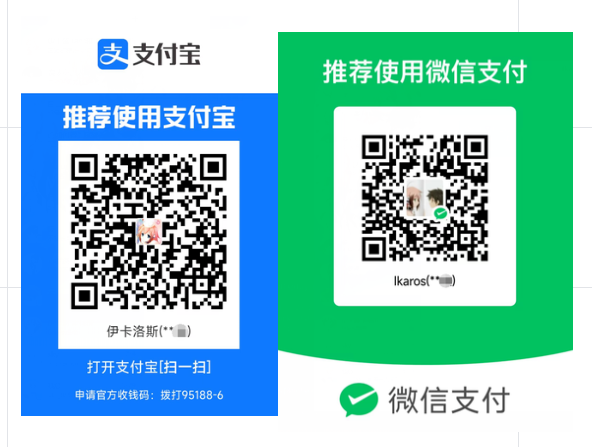 支付宝
推荐使用支付宝
伊卡洛斯(**)
打开支付宝[扫一扫]
申请官方收钱码：拨打95188-6
推荐使用微信支付
Ikaros(**)
微信支付